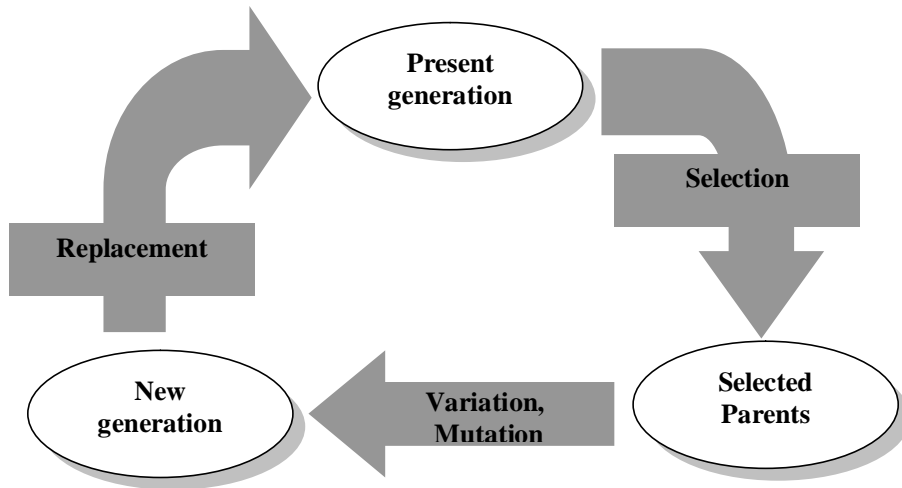 Present
generation
Selection
Replacement
New
generation
Variation,
Mutation
Selected
Parents